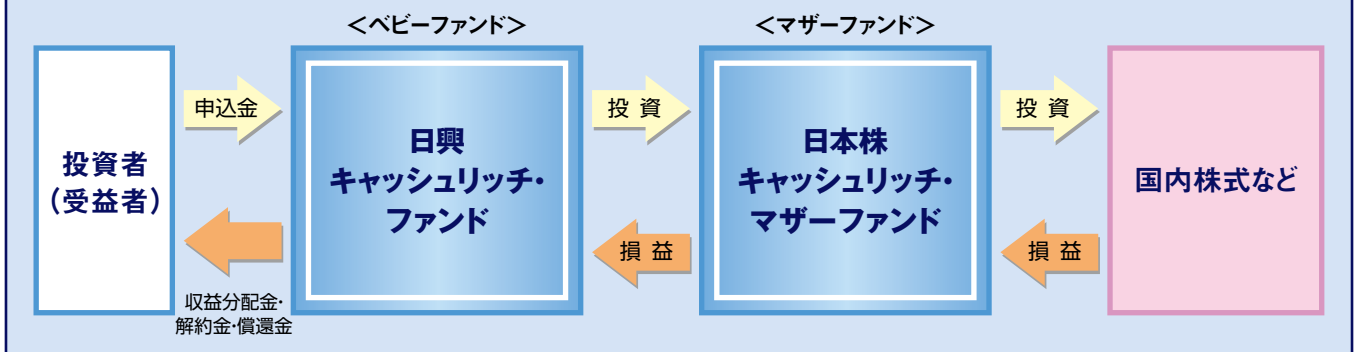 <ベビーファンド>
<マザーファンド>
投資者
(受益者)
申込金
収益分配金・
解約金・償還金
日興
キャッシュリッチ・
ファンド
投資
損益
日本株
キャッシュリッチ・
マザーファンド
投資
損益
国内株式など